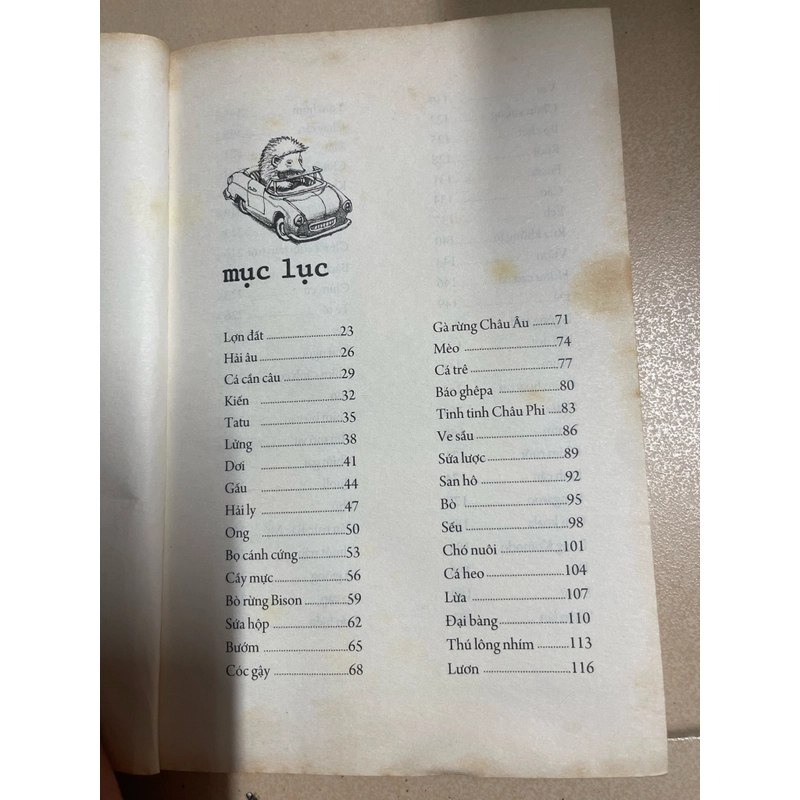 mục lục
Lợn đất ........................ 23
Hải âu ........................ 26
Cá cần câu ........................ 29
Kiến ........................ 32
Tatu ........................ 35
Lửng ........................ 38
Dơi ........................ 41
Gấu ........................ 44
Hải ly ........................ 47
Ong ........................ 50
Bọ cánh cứng ........................ 53
Cầy mực ........................ 56
Bò rừng Bison ........................ 59
Sứa hộp ........................ 62
Bướm ........................ 65
Cóc gậy ........................ 68
Gà rừng Châu Âu ......... 71
Mèo ........................ 74
Cá trê ........................ 77
Báo ghêpa ........................ 80
Tinh tinh Châu Phi .... 83
Ve sầu ........................ 86
Sứa lược ........................ 89
San hô ........................ 92
Bò ........................ 95
Sếu ........................ 98
Chó nuôi ........................ 101
Cá heo ........................ 104
Lừa ........................ 107
Đại bàng ........................ 110
Thú lông nhím ........... 113
Lươn ........................ 116